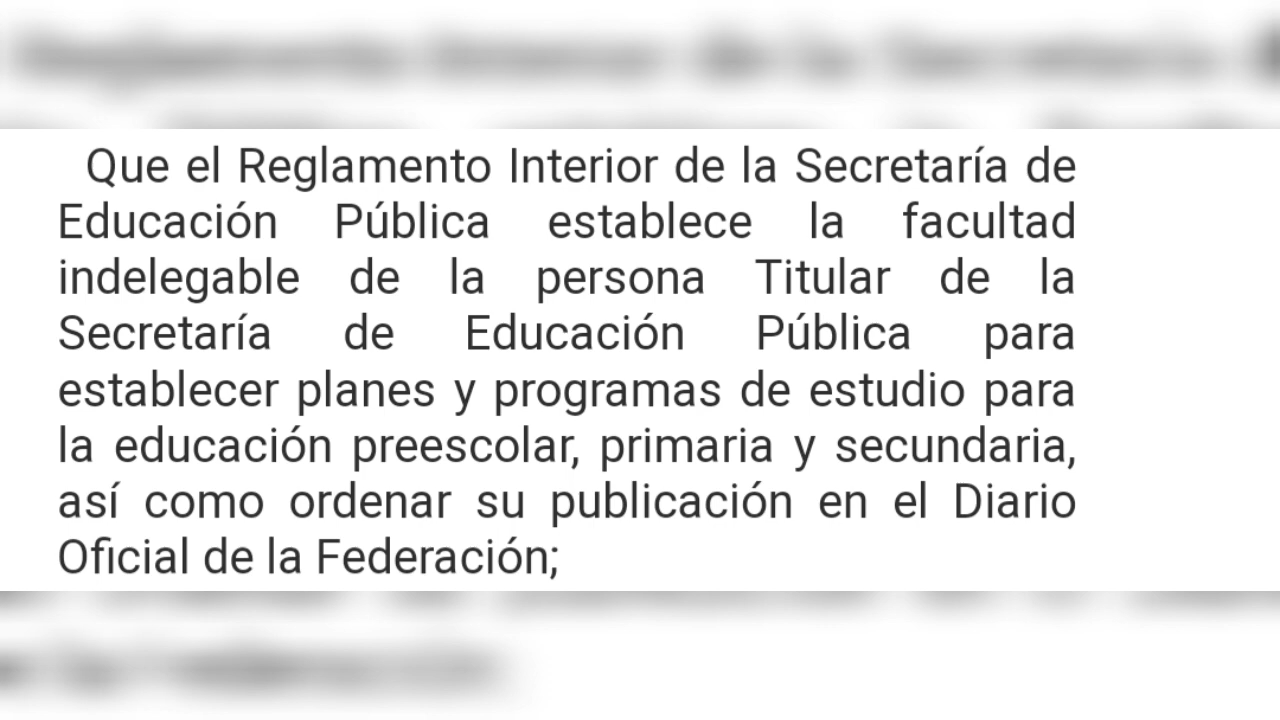 Que el Reglamento Interior de la Secretaría de
Educación Pública establece la facultad
indelegable de la persona Titular de la
Secretaría de Educación Pública para
establecer planes y programas de estudio para
la educación preescolar, primaria y secundaria,
así como ordenar su publicación en el Diario
Oficial de la Federación;